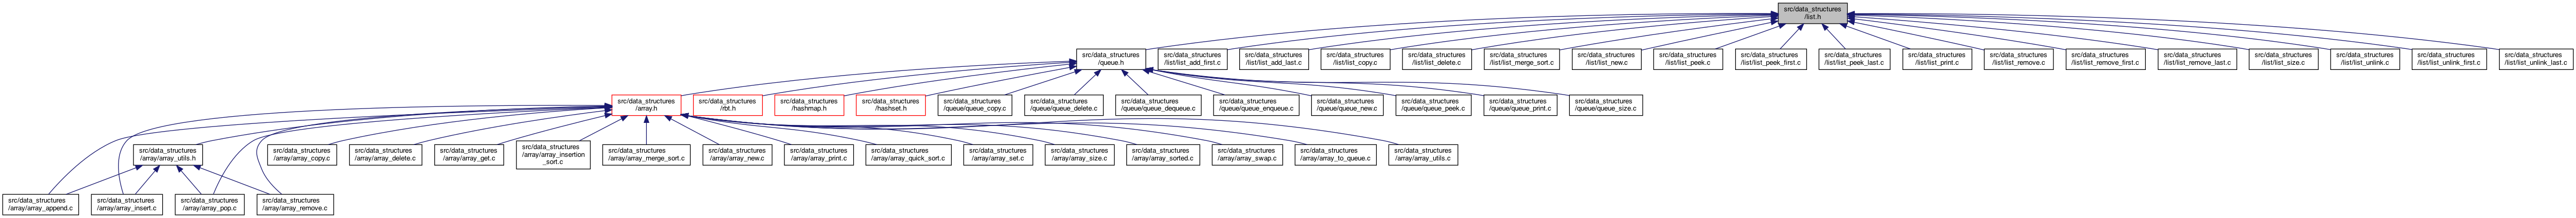 src/data_structures
/list.h
src/data_structures
/queue.h
src/data_structures
/list/list_add_first.c
src/data_structures
/list/list_add_last.c
src/data_structures
/list/list_copy.c
src/data_structures
/list/list_delete.c
src/data_structures
/list/list_merge_sort.c
src/data_structures
/list/list_new.c
src/data_structures
/list/list_peek.c
src/data_structures
/list/list_peek_first.c
src/data_structures
/list/list_peek_last.c
src/data_structures
/list/list_print.c
src/data_structures
/list/list_remove.c
src/data_structures
/list/list_remove_first.c
src/data_structures
/list/list_remove_last.c
src/data_structures
/list/list_size.c
src/data_structures
/list/list_unlink.c
src/data_structures
/list/list_unlink_first.c
src/data_structures
/list/list_unlink_last.c
src/data_structures
/array.h
src/data_structures
/rbt.h
src/data_structures
/hashmap.h
src/data_structures
/hashset.h
src/data_structures
/queue/queue_copy.c
src/data_structures
/queue/queue_delete.c
src/data_structures
/queue/queue_dequeue.c
src/data_structures
/queue/queue_enqueue.c
src/data_structures
/queue/queue_new.c
src/data_structures
/queue/queue_peek.c
src/data_structures
/queue/queue_print.c
src/data_structures
/queue/queue_size.c
src/data_structures
/array/array_utils.h
src/data_structures
/array/array_copy.c
src/data_structures
/array/array_delete.c
src/data_structures
/array/array_get.c
src/data_structures
/array/array_insertion
_sort.c
src/data_structures
/array/array_merge_sort.c
src/data_structures
/array/array_new.c
src/data_structures
/array/array_print.c
src/data_structures
/array/array_quick_sort.c
src/data_structures
/array/array_set.c
src/data_structures
/array/array_size.c
src/data_structures
/array/array_sorted.c
src/data_structures
/array/array_swap.c
src/data_structures
/array/array_to_queue.c
src/data_structures
/array/array_utils.c
src/data_structures
/array/array_append.c
src/data_structures
/array/array_insert.c
src/data_structures
/array/array_pop.c
src/data_structures
/array/array_remove.c